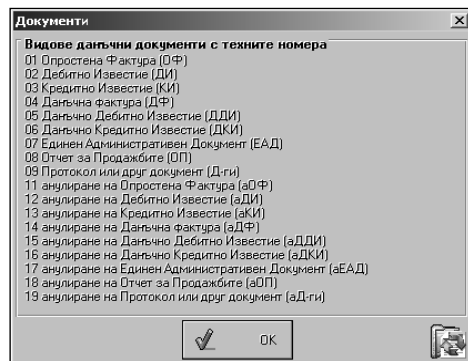 Документи
Видове данъчни документи с техните номера
01 Опростена Фактура (ОФ)
02 Дебитно Известие (ДИ)
03 Кредитно Известие (КИ)
04 Данъчна фактура (ДФ)
05 Данъчно Дебитно Известие (ДДИ)
06 Данъчно Кредитно Известие (ДКИ)
07 Единен Административен Документ (ЕАД)
08 Отчет за Продажбите (ОП)
09 Протокол или друг документ (Д-ги)
11 анулиране на Опростена Фактура (аОФ)
12 анулиране на Дебитно Известие (аДИ)
13 анулиране на Кредитно Известие (аКИ)
14 анулиране на Данъчна фактура (аДФ)
15 анулиране на Данъчно Дебитно Известие (аДДИ)
16 анулиране на Данъчно Кредитно Известие (аДКИ)
17 анулиране на Единен Административен Документ (аЕАД)
18 анулиране на Отчет за Продажбите (аОП)
19 анулиране на Протокол или друг документ (аД-ги)
OK